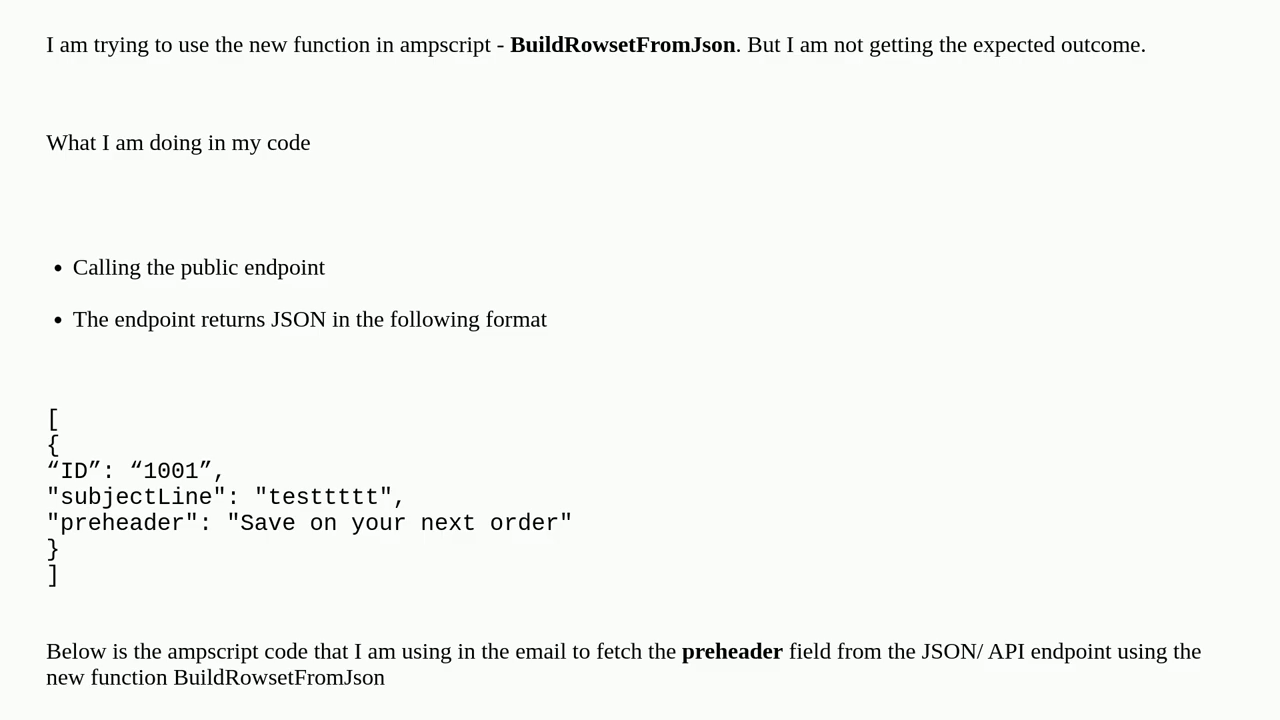 I am trying to use the new function in ampscript - BuildRowsetFromJson. But I am not getting the expected outcome.
What I am doing in my code
• Calling the public endpoint
• The endpoint returns JSON in the following format
[
{
“ID”: “1001”,
"subjectLine": "testtttt",
"preheader": "Save on your next order"
}
]
Below is the ampscript code that I am using in the email to fetch the preheader field from the JSON/ API endpoint using the
new function BuildRowsetFromJson